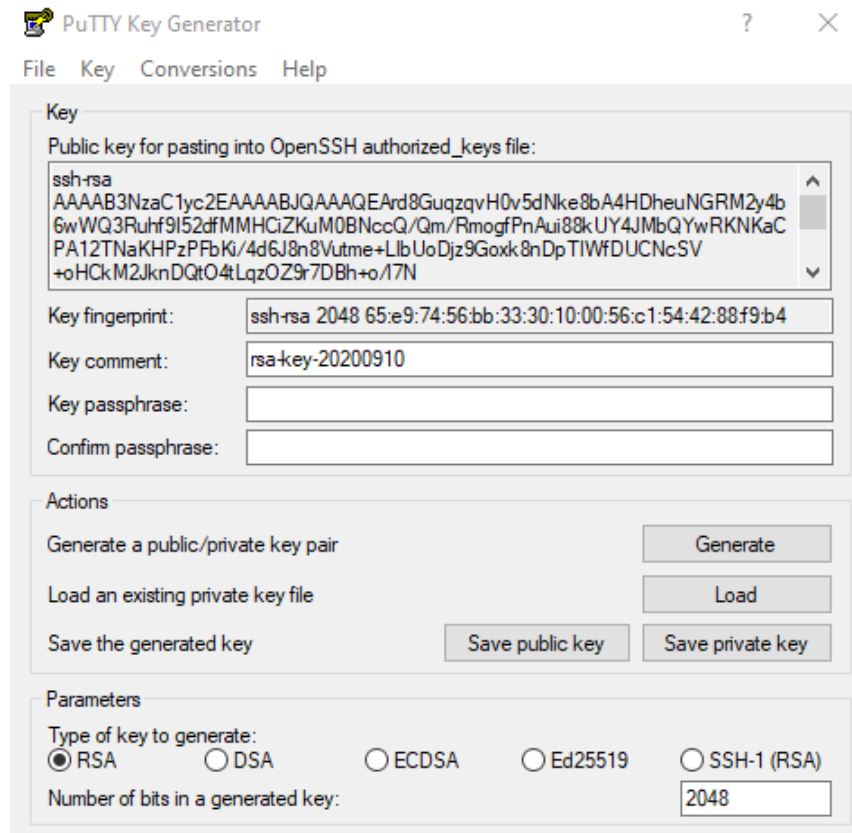 PuTTY Key Generator ? ×
File Key Conversions Help
Key
Public key for pasting into OpenSSH authorized_keys file:
ssh-rsa
AAAAB3NzaC1yc2EAAAABJQAAAQEArd8GuqzqvH0v5dNke8bA4HDheuNGRM2y4b
6wWQ3Ruhf9I52dfMMHCiZKuM0BNccQ/Qm/RmogfPnAui88kUY4JMbQYwRKNKaC
PA12TNaKHPzPFbKi/4d6J8n8Vutme+LIbUoDjz9Goxk8nDpTIWfDUCNcSV
+oHCkM2JknDQtO4tLqzOZ9r7DBh+o/I7N
Key fingerprint: ssh-rsa 2048 65:e9:74:56:bb:33:30:10:00:56:c1:54:42:88:f9:b4
Key comment: rsa-key-20200910
Key passphrase:
Confirm passphrase:
Actions
Generate a public/private key pair Generate
Load an existing private key file Load
Save the generated key Save public key Save private key
Parameters
Type of key to generate:
RSA DSA ECDSA Ed25519 SSH-1 (RSA)
Number of bits in a generated key: 2048